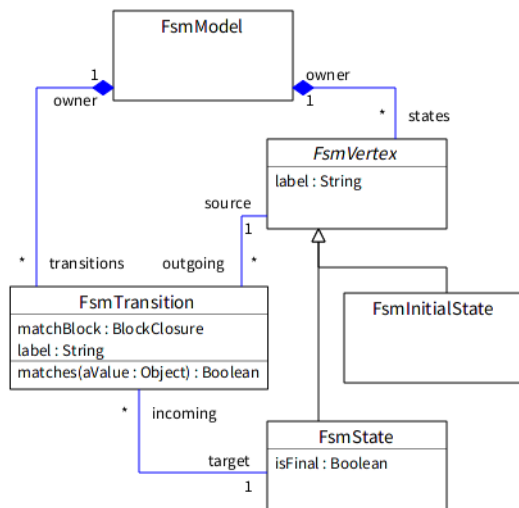 FsmModel
1
owner
owner
1
*
states
FsmVertex
label : String
source
1
*
transitions
outgoing
*
FsmTransition
matchBlock : BlockClosure
label : String
matches(aValue : Object) : Boolean
FsmInitialState
*
incoming
FsmState
isFinal : Boolean
target
1